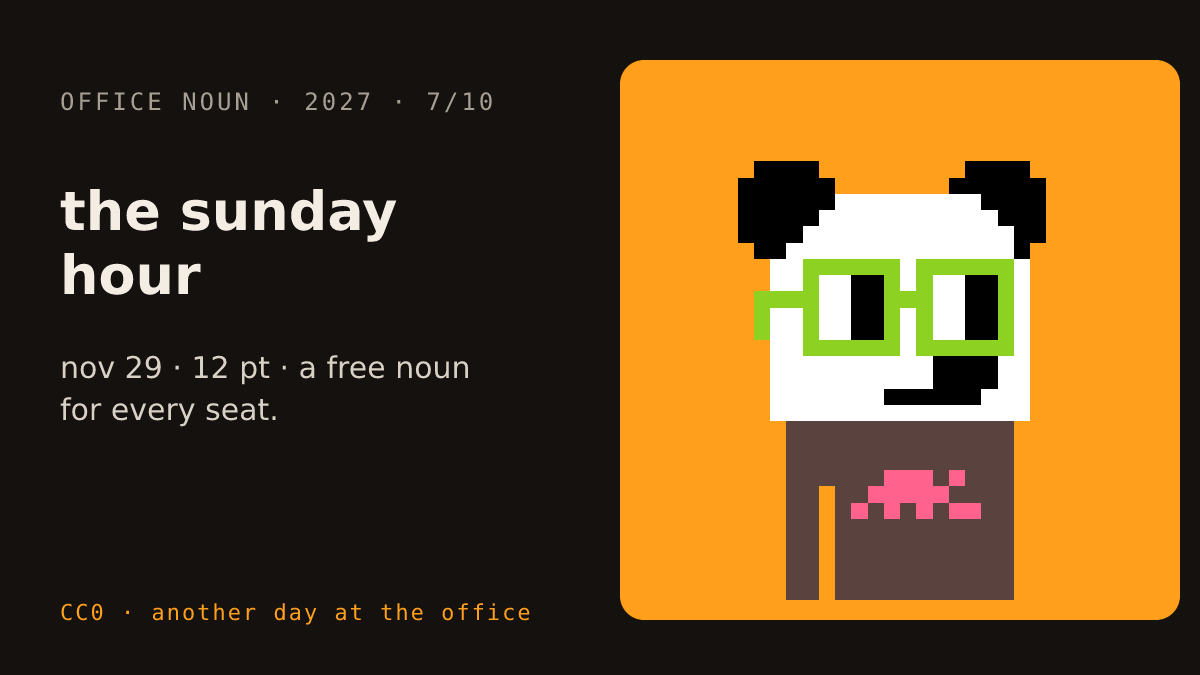 OFFICE NOUN · 2027 · 7/10
the sunday
hour
nov 29 · 12 pt · a free noun
for every seat.
CC0 · another day at the office